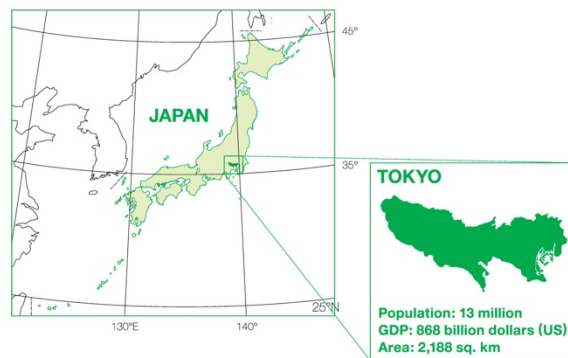 45°
JAPAN
35°
TOKYO
Population: 13 million
GDP: 868 billion dollars (US)
Area: 2,188 sq. km
25°N
130°E
140°